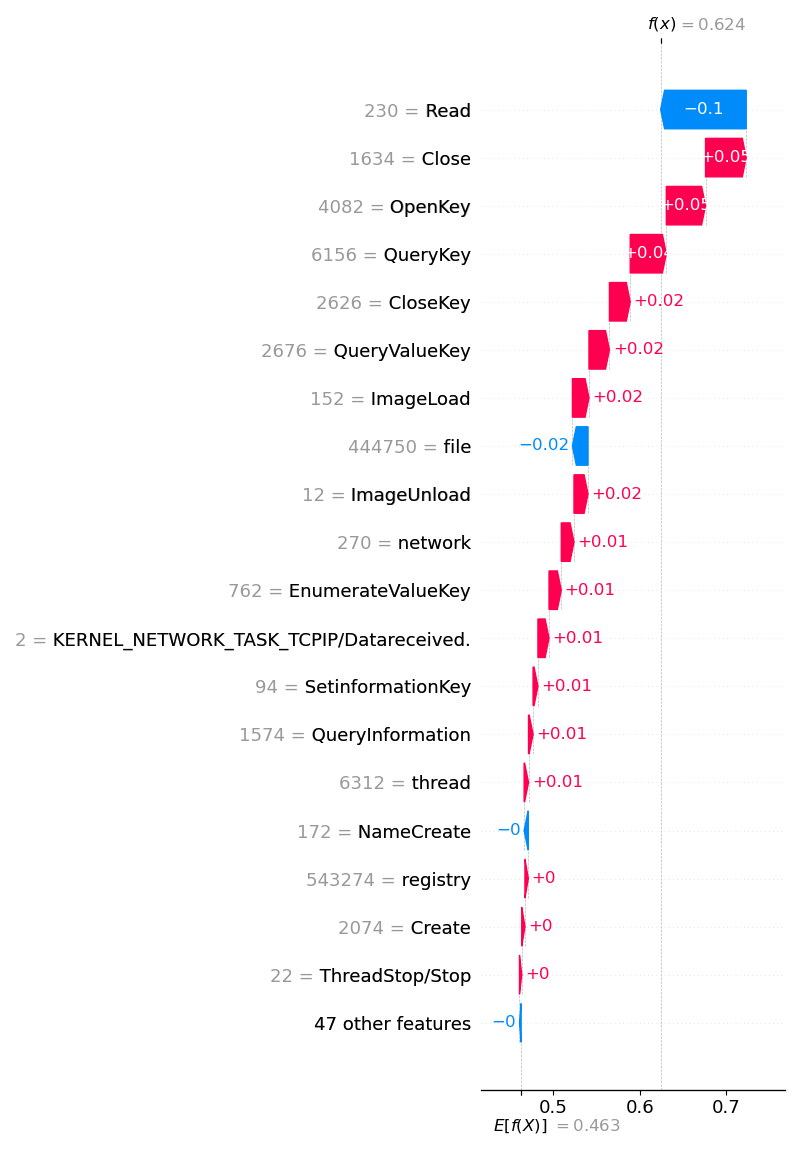 f(x) = 0.624
230 = Read
−0.1
1634 = Close
+0.05
4082 = OpenKey
+0.05
6156 = QueryKey
+0.04
2626 = CloseKey
+0.02
2676 = QueryValueKey
+0.02
152 = ImageLoad
+0.02
444750 = file
−0.02
12 = ImageUnload
+0.02
270 = network
+0.01
762 = EnumerateValueKey
+0.01
2 = KERNEL_NETWORK_TASK_TCPIP/Datareceived.
+0.01
94 = SetinformationKey
+0.01
1574 = QueryInformation
+0.01
6312 = thread
+0.01
172 = NameCreate
−0
543274 = registry
+0
2074 = Create
+0
22 = ThreadStop/Stop
+0
47 other features
−0
0.5 0.6 0.7
E[f(X)] = 0.463